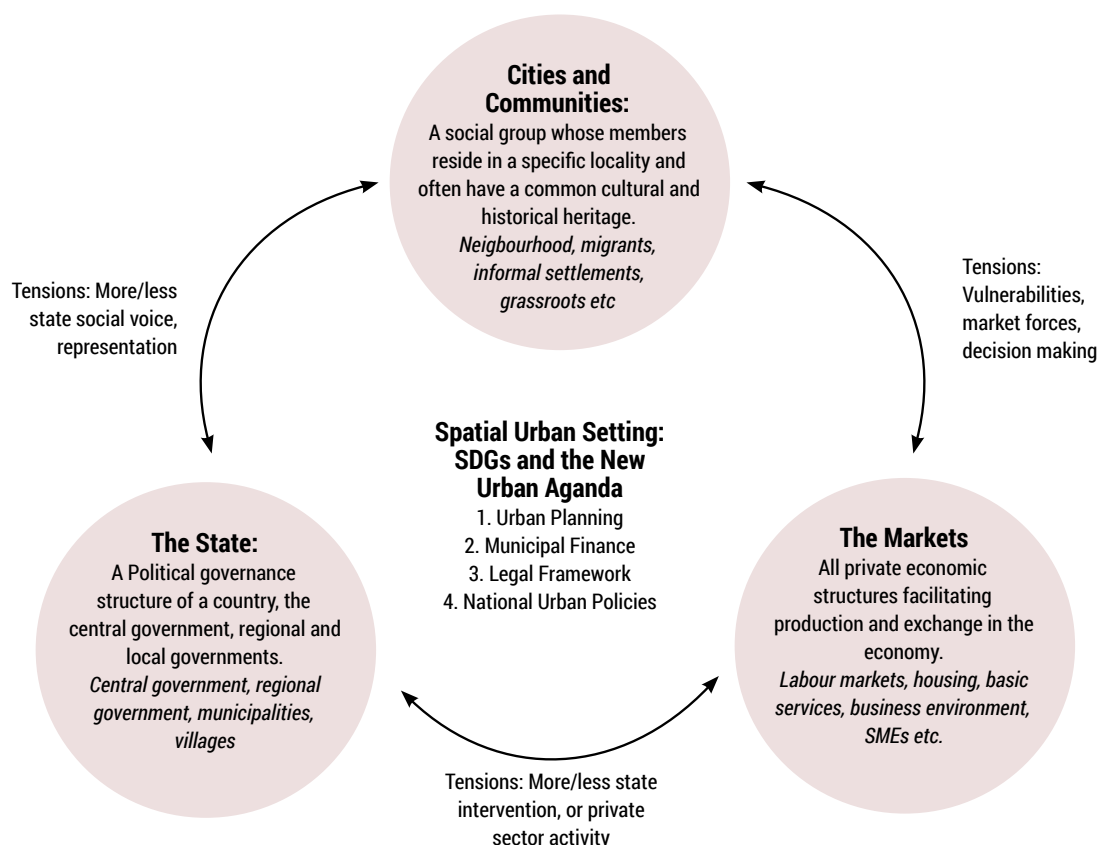 Cities and
Communities:
A social group whose members
reside in a specific locality and
often have a common cultural and
historical heritage.
Neigbourhood, migrants,
informal settlements,
grassroots etc
Tensions: More/less
state social voice,
representation
Tensions:
Vulnerabilities,
market forces,
decision making
Spatial Urban Setting:
SDGs and the New
Urban Aganda
1. Urban Planning
2. Municipal Finance
3. Legal Framework
4. National Urban Policies
The State:
A Political governance
structure of a country, the
central government, regional and
local governments.
Central government, regional
government, municipalities,
villages
The Markets
All private economic
structures facilitating
production and exchange in the
economy.
Labour markets, housing, basic
services, business environment,
SMEs etc.
Tensions: More/less state
intervention, or private
sector activity